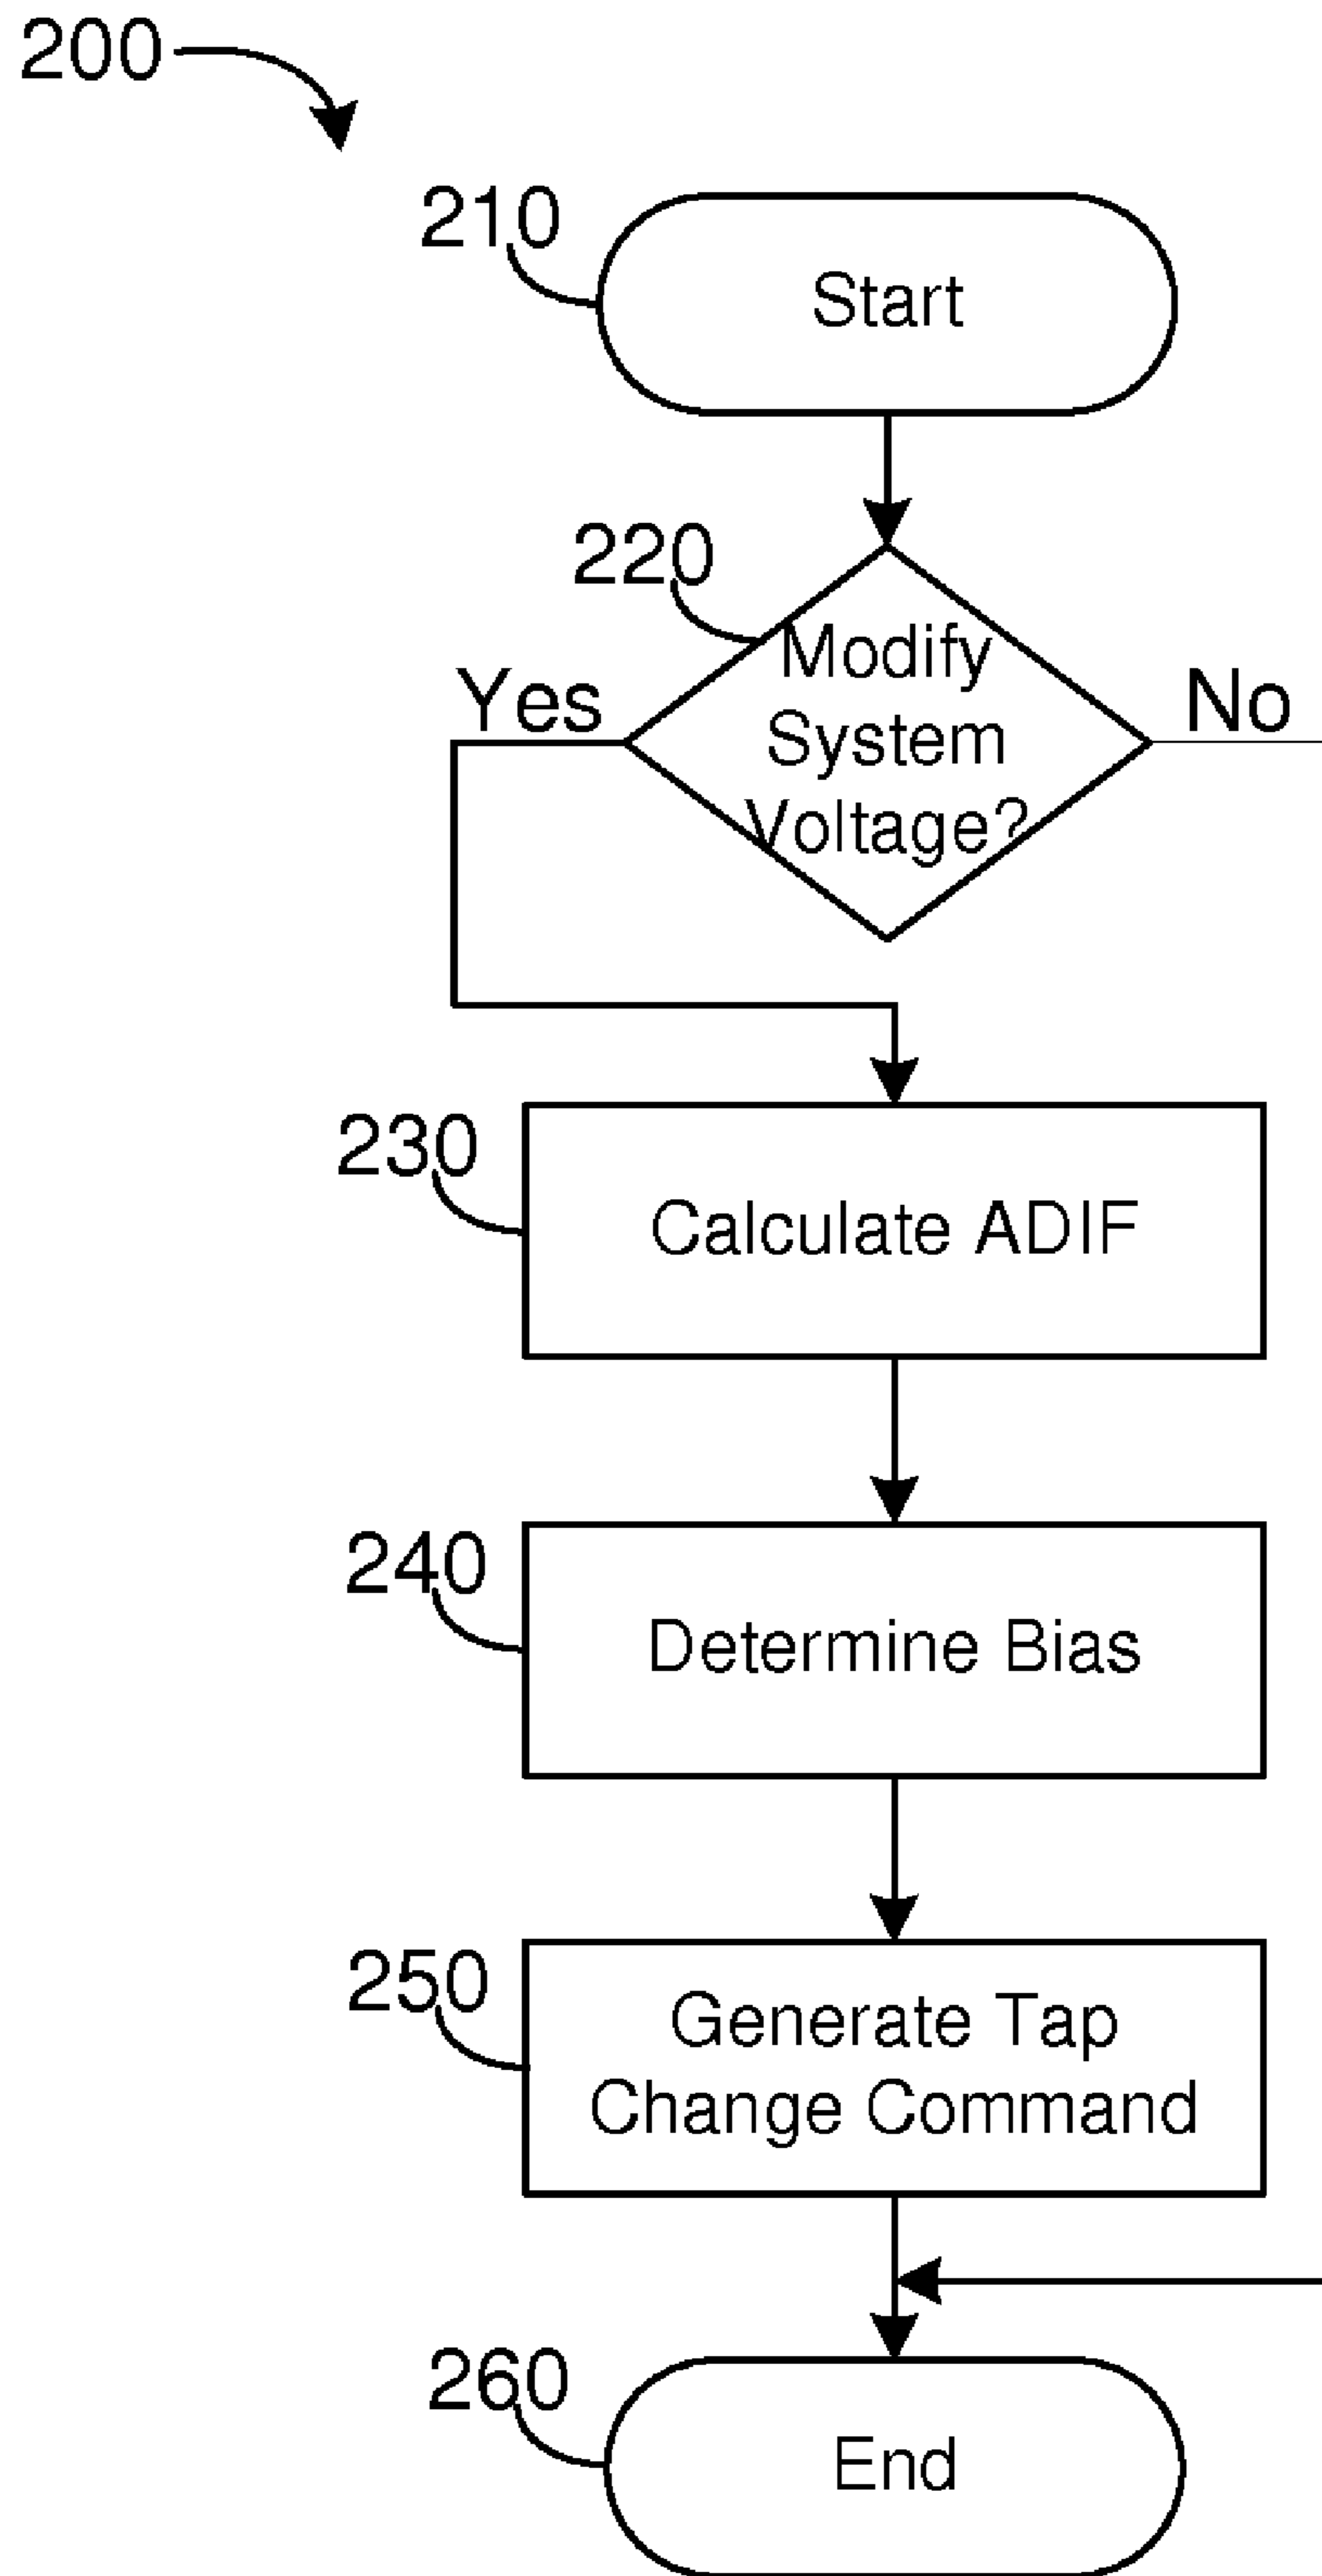 200
210
Start
220
Modify
System
Voltage?
Yes
No
230
Calculate ADIF
240
Determine Bias
250
Generate Tap
Change Command
260
End